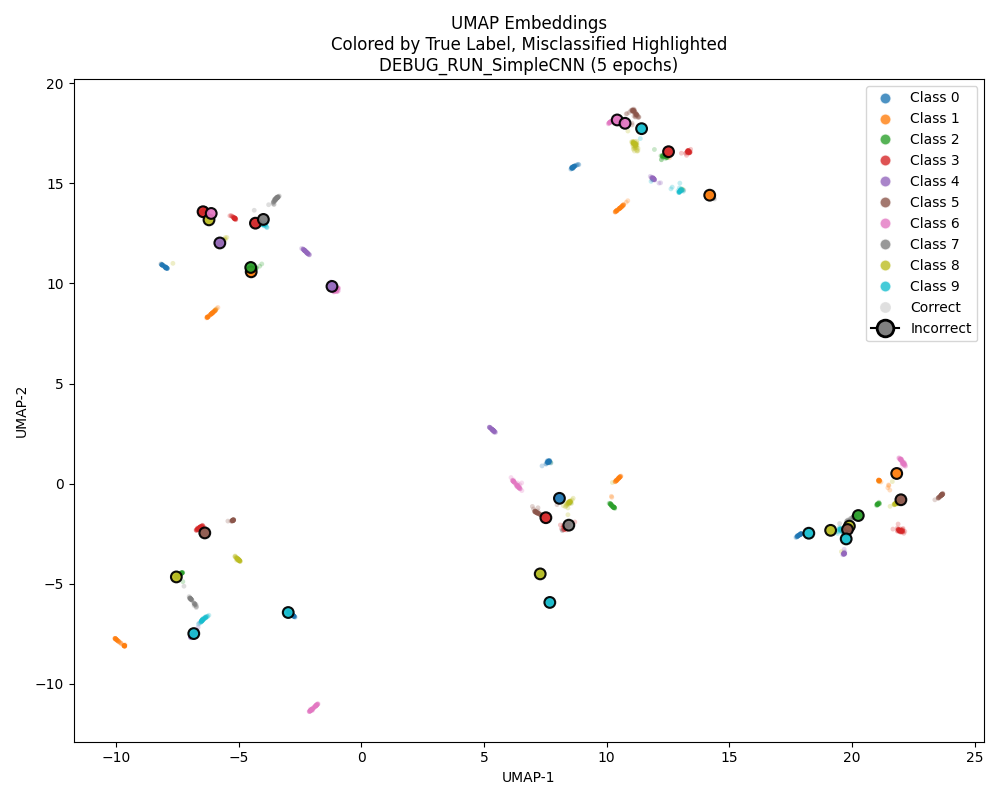 UMAP Embeddings
Colored by True Label, Misclassified Highlighted
DEBUG_RUN_SimpleCNN (5 epochs)
Class 0
Class 1
Class 2
Class 3
Class 4
Class 5
Class 6
Class 7
Class 8
Class 9
Correct
Incorrect
UMAP-2
20
15
10
5
0
−5
−10
−10
−5
0
5
10
15
20
25
UMAP-1